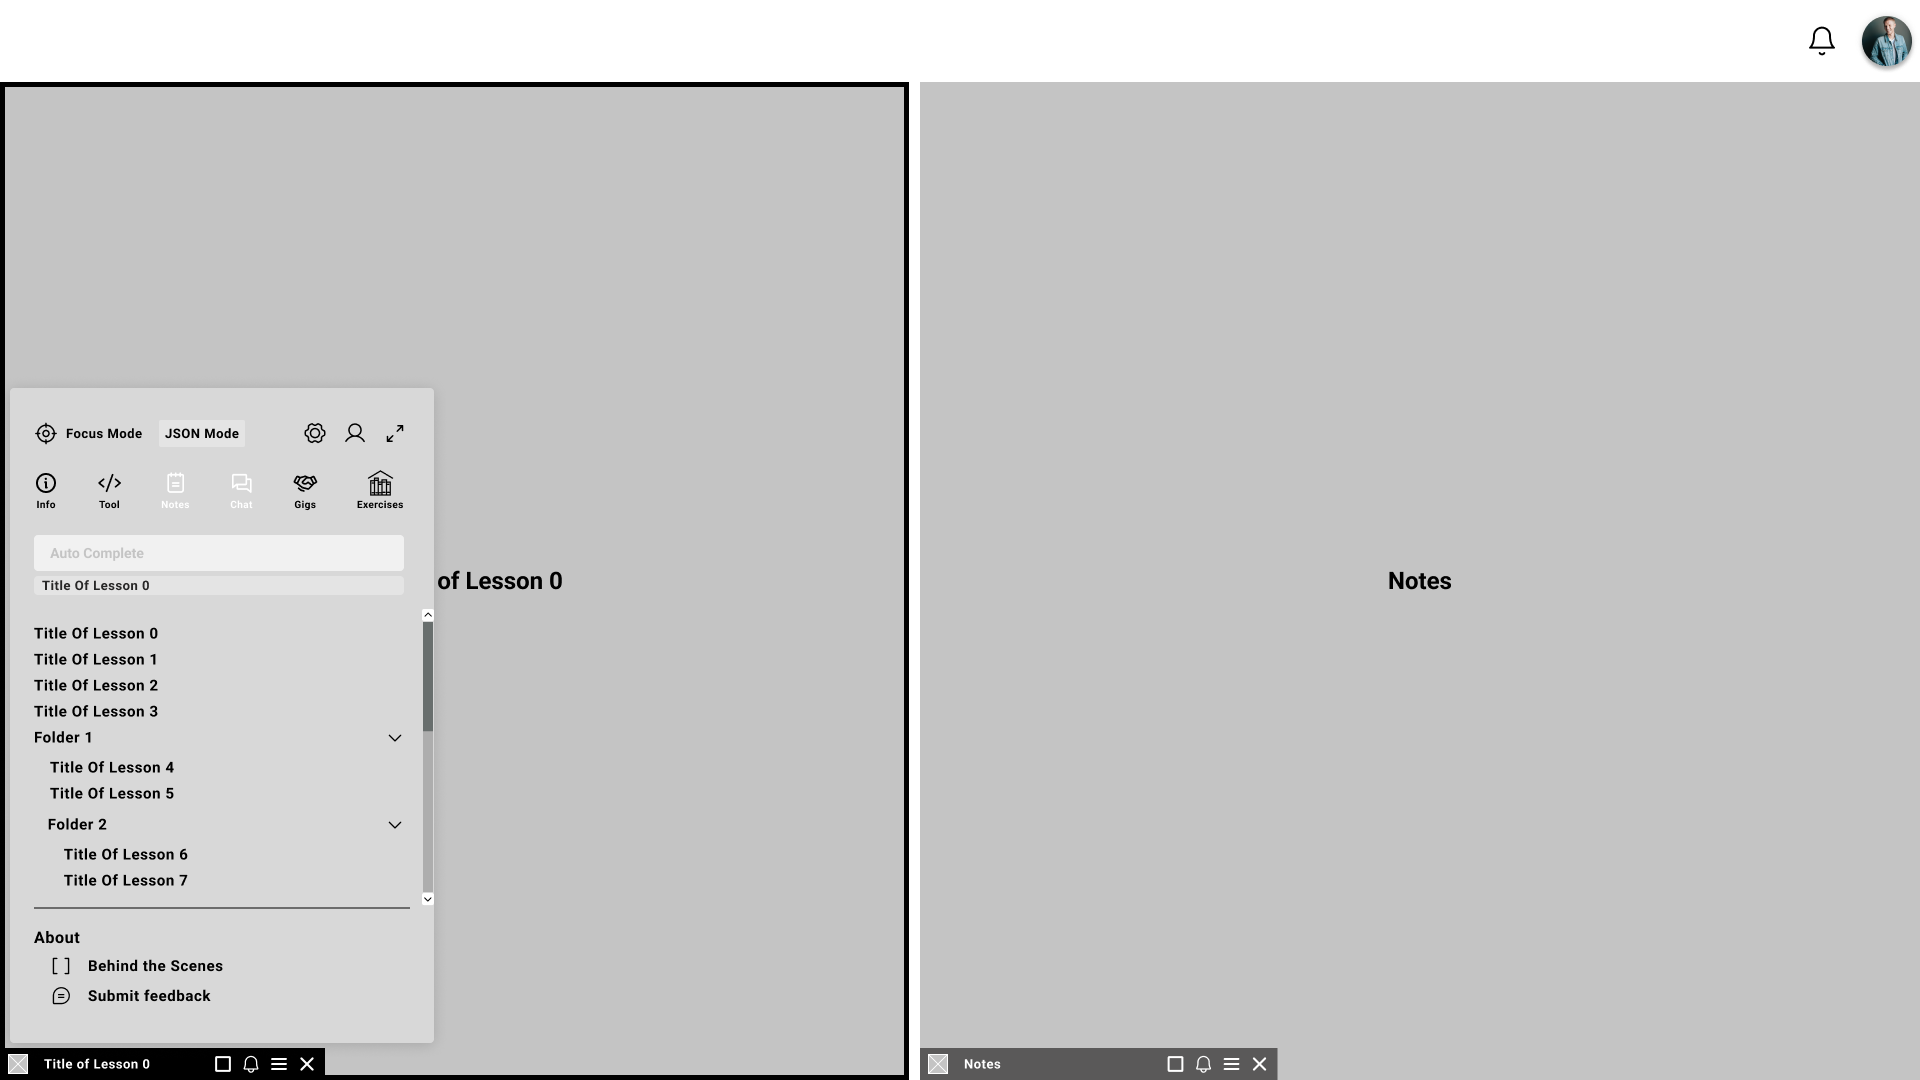 Focus Mode JSON Mode
Info Tool Notes Chat Gigs Exercises
Auto Complete
Title Of Lesson 0
of Lesson 0
Title Of Lesson 0
Title Of Lesson 1
Title Of Lesson 2
Title Of Lesson 3
Folder 1
Title Of Lesson 4
Title Of Lesson 5
Folder 2
Title Of Lesson 6
Title Of Lesson 7
About
Behind the Scenes
Submit feedback
Title of Lesson 0
Notes
Notes